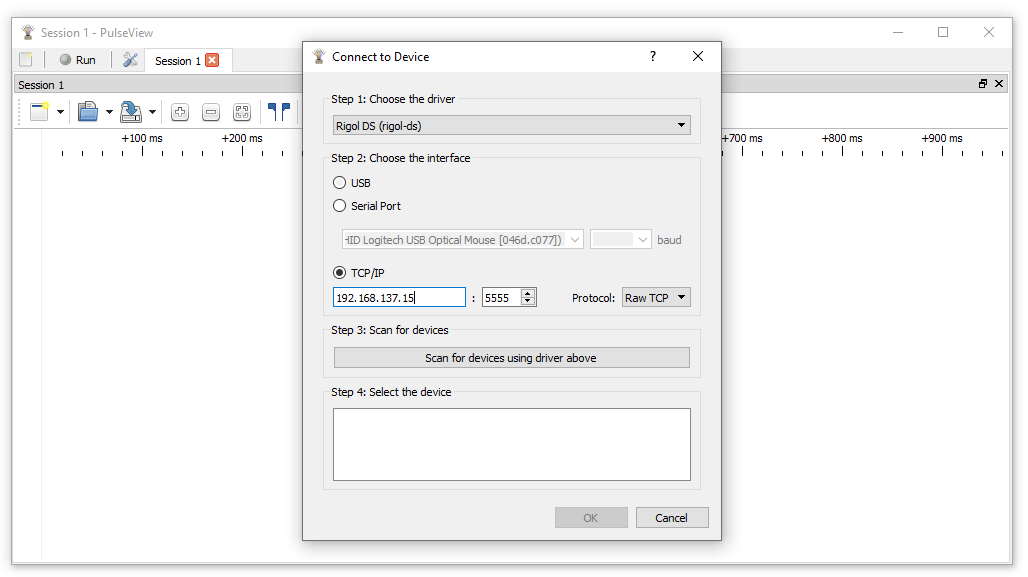 Session 1 - PulseView
Run
Session 1
Session 1
+100 ms +200 ms +700 ms +800 ms +900 ms
Connect to Device
?
Step 1: Choose the driver
Rigol DS (rigol-ds)
Step 2: Choose the interface
USB
Serial Port
HID Logitech USB Optical Mouse [046d.c077]) baud
TCP/IP
192.168.137.15 : 5555 Protocol: Raw TCP
Step 3: Scan for devices
Scan for devices using driver above
Step 4: Select the device
OK Cancel